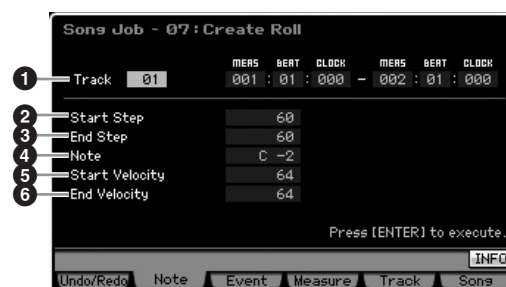 Song Job - 07:Create Roll
MEAS BEAT CLOCK MEAS BEAT CLOCK
1 Track 01 001 : 01 : 000 - 002 : 01 : 000
2 Start Step 60
3 End Step 60
4 Note C -2
5 Start Velocity 64
6 End Velocity 64
Press [ENTER] to execute.
INFO
Undo/Redo Note Event Measure Track Song